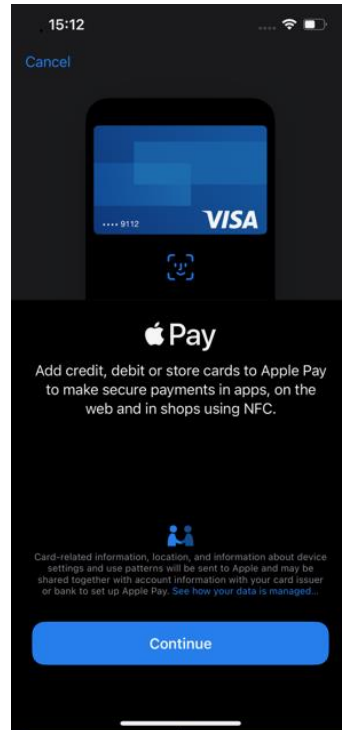 15:12
Cancel
•••• 9112 VISA
Pay
Add credit, debit or store cards to Apple Pay
to make secure payments in apps, on the
web and in shops using NFC.
Card-related information, location, and information about device
settings and use patterns will be sent to Apple and may be
shared together with account information with your card issuer
or bank to set up Apple Pay. See how your data is managed...
Continue